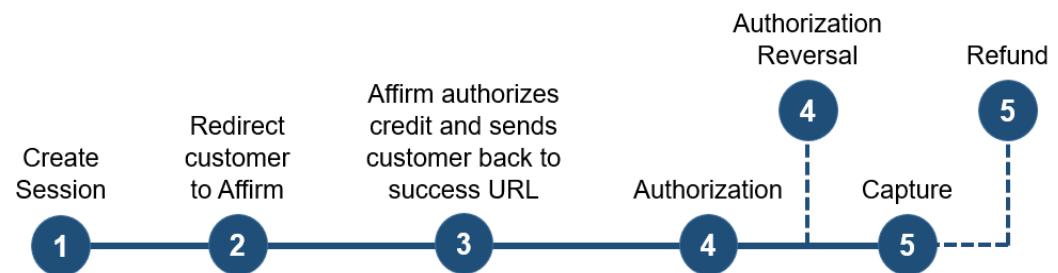 Create
Session
1
Redirect
customer
to Affirm
2
Affirm authorizes
credit and sends
customer back to
success URL
3
Authorization
4
Authorization
Reversal
4
Capture
5
Refund
5